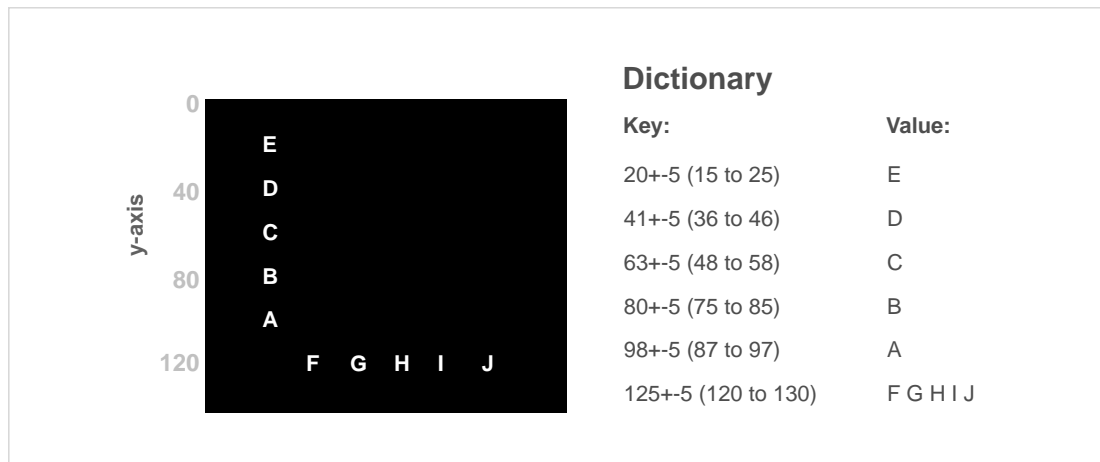 0
40
80
120
y-axis
E
D
C
B
A
F G H I J
Dictionary
Key: Value:
20+-5 (15 to 25) E
41+-5 (36 to 46) D
63+-5 (48 to 58) C
80+-5 (75 to 85) B
98+-5 (87 to 97) A
125+-5 (120 to 130) F G H I J